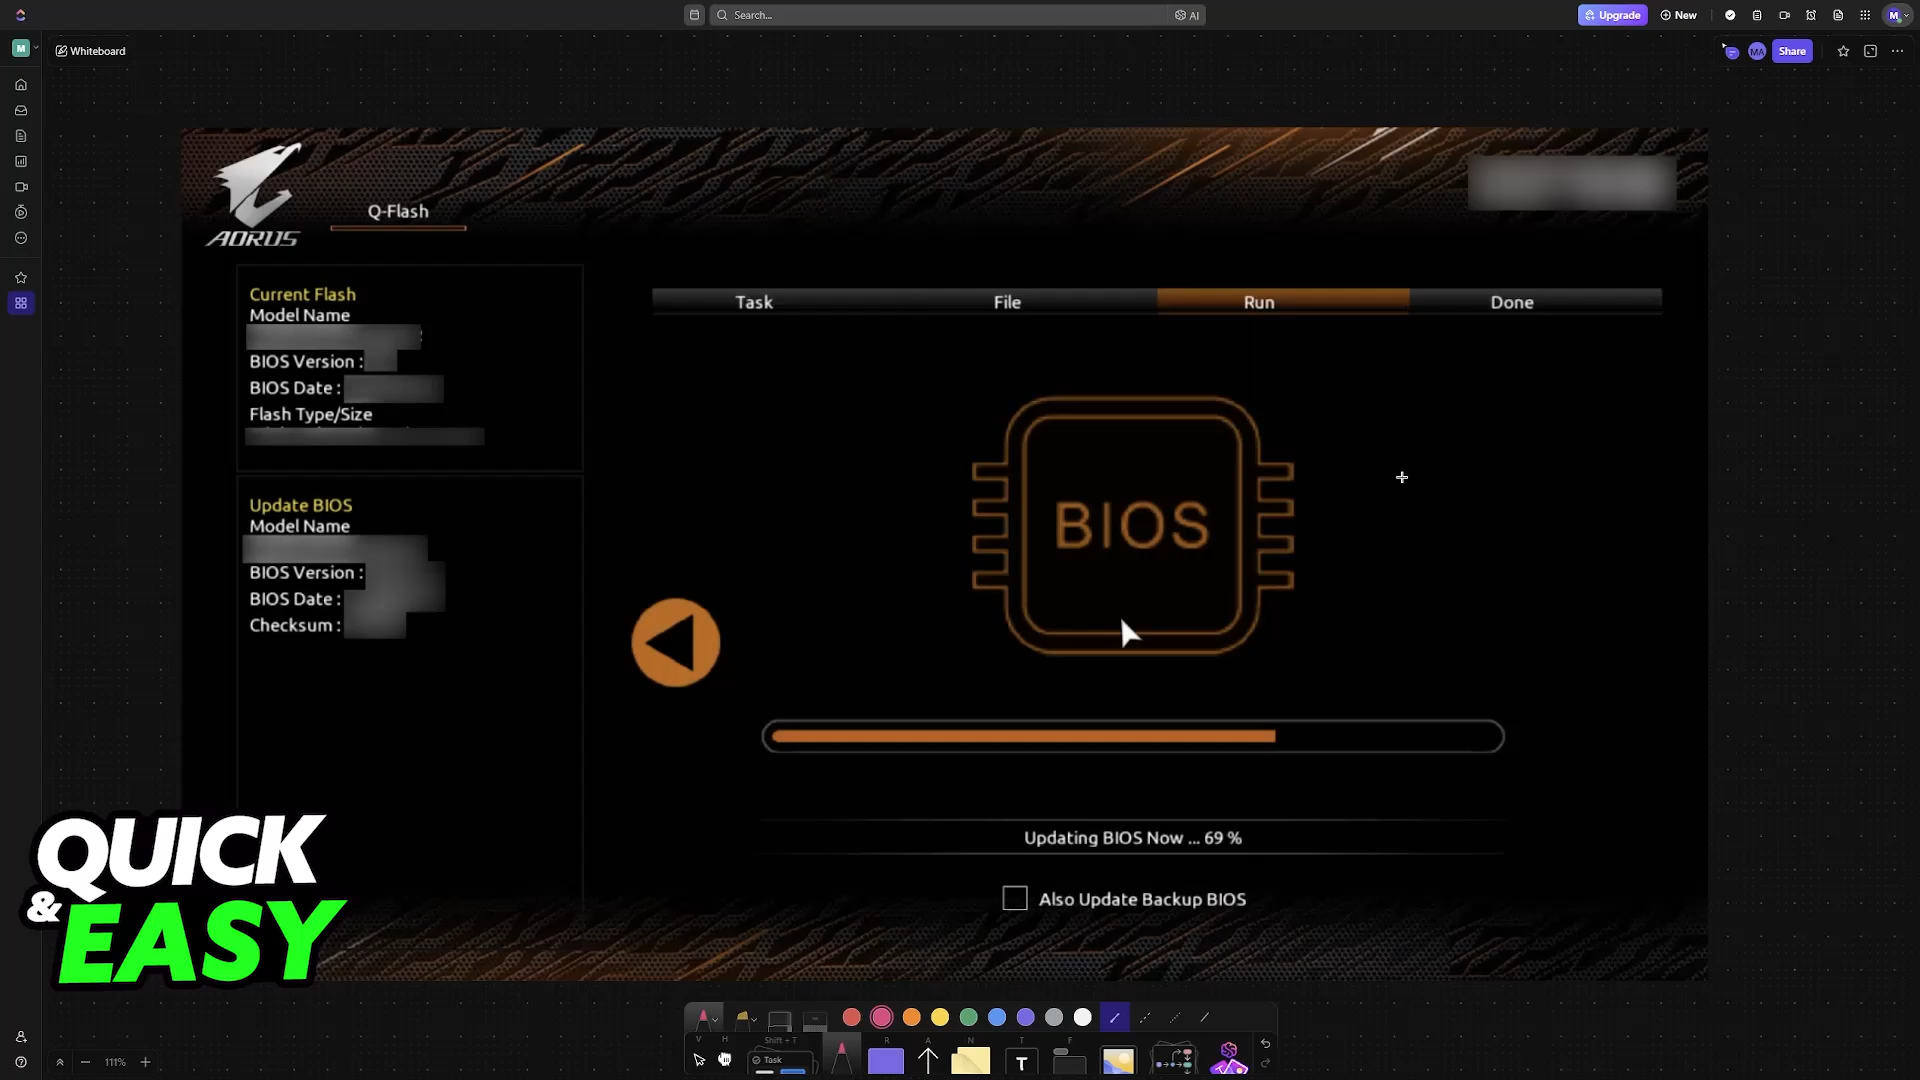 Search...
AI
Upgrade
New
M
M
Whiteboard
MA
Share
AORUS
Q-Flash
Current Flash
Model Name
BIOS Version :
BIOS Date :
Flash Type/Size
Update BIOS
Model Name
BIOS Version :
BIOS Date :
Checksum :
Task
File
Run
Done
BIOS
Updating BIOS Now ... 69 %
Also Update Backup BIOS
QUICK
& EASY
V
H
Shift + T
R
A
N
T
F
Task
T
111%